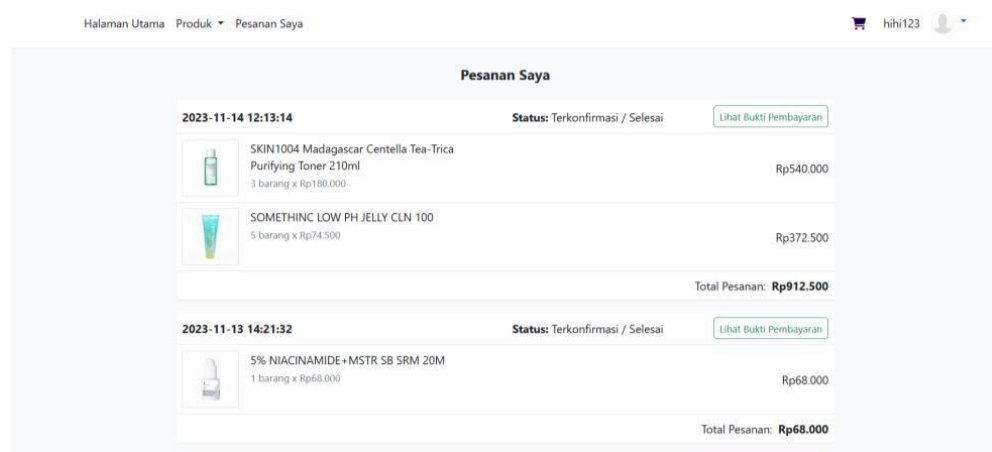 Halaman Utama Produk Pesanan Saya hihi123
Pesanan Saya
2023-11-14 12:13:14 Status: Terkonfirmasi / Selesai Lihat Bukti Pembayaran
SKIN1004 Madagascar Centella Tea-Trica
Purifying Toner 210ml
3 barang x Rp180.000 Rp540.000
SOMETHINC LOW PH JELLY CLN 100
5 barang x Rp74.500 Rp372.500
Total Pesanan: Rp912.500
2023-11-13 14:21:32 Status: Terkonfirmasi / Selesai Lihat Bukti Pembayaran
5% NIACINAMIDE+MSTR SB SRM 20M
1 barang x Rp68.000 Rp68.000
Total Pesanan: Rp68.000